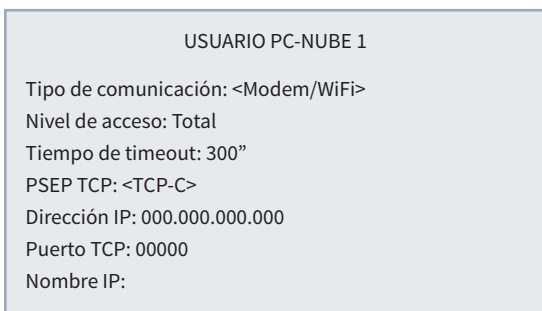 USUARIO PC-NUBE 1
Tipo de comunicación: <Modem/WiFi>
Nivel de acceso: Total
Tiempo de timeout: 300”
PSEP TCP: <TCP-C>
Dirección IP: 000.000.000.000
Puerto TCP: 00000
Nombre IP: